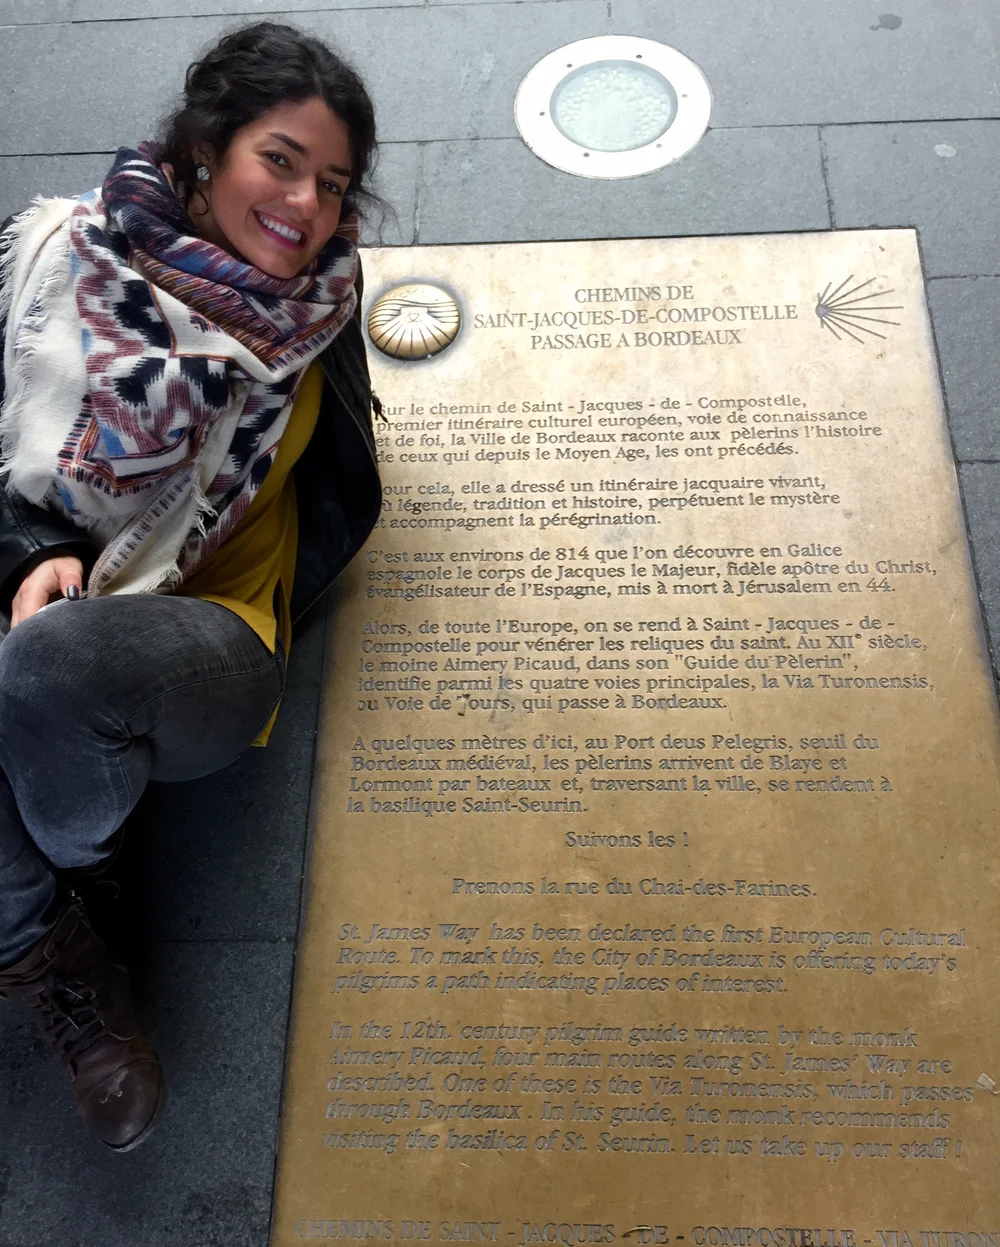 CHEMINS DE
SAINT-JACQUES-DE-COMPOSTELLE
PASSAGE A BORDEAUX
Sur le chemin de Saint - Jacques - de - Compostelle,
premier itinéraire culturel européen, voie de connaissance
et de foi, la Ville de Bordeaux raconte aux pèlerins l'histoire
de ceux qui depuis le Moyen Age, les ont précédés.
our cela, elle a dressé un itinéraire jacquaire vivant,
ù légende, tradition et histoire, perpétuent le mystère
et accompagnent la pérégrination.
C'est aux environs de 814 que l'on découvre en Galice
espagnole le corps de Jacques le Majeur, fidèle apôtre du Christ,
évangélisateur de l'Espagne, mis à mort à Jérusalem en 44.
Alors, de toute l'Europe, on se rend à Saint - Jacques - de -
Compostelle pour vénérer les reliques du saint. Au XIIe siècle,
le moine Aimery Picaud, dans son "Guide du Pèlerin",
identifie parmi les quatre voies principales, la Via Turonensis,
ou Voie de Tours, qui passe à Bordeaux.
A quelques mètres d'ici, au Port deus Pelegris, seuil du
Bordeaux médiéval, les pèlerins arrivent de Blaye et
Lormont par bateaux et, traversant la ville, se rendent à
la basilique Saint-Seurin.
Suivons les !
Prenons la rue du Chai-des-Farines.
St. James Way has been declared the first European Cultural
Route. To mark this, the City of Bordeaux is offering today's
pilgrims a path indicating places of interest.
In the 12th. century pilgrim guide written by the monk
Aimery Picaud, four main routes along St. James' Way are
described. One of these is the Via Turonensis, which passes
through Bordeaux . In his guide, the monk recommends
visiting the basilica of St. Seurin. Let us take up our staff !
CHEMINS DE SAINT - JACQUES - DE - COMPOSTELLE - VIA TURON